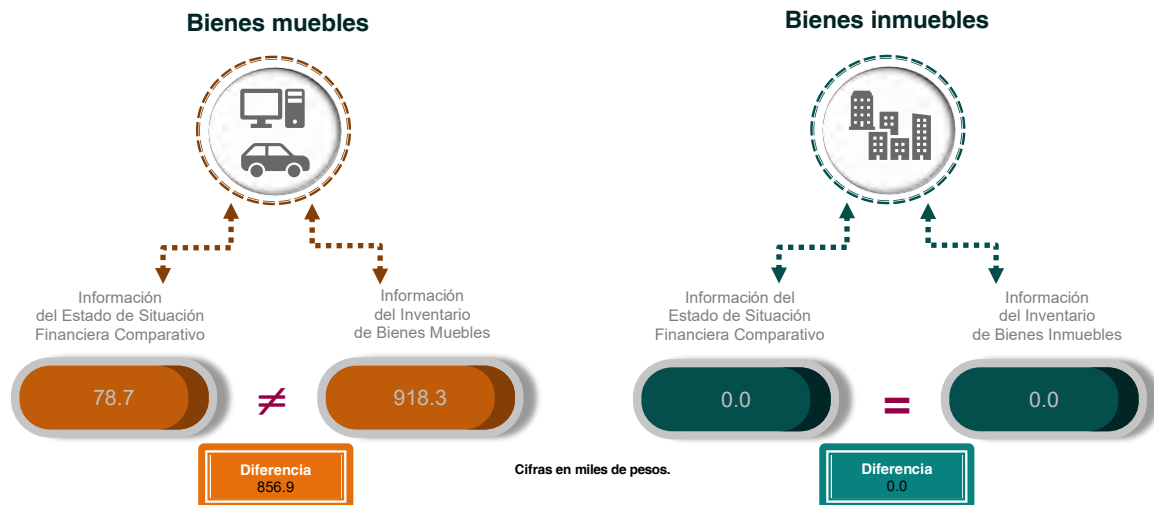 Bienes muebles
Información
del Estado de Situación
Financiera Comparativo
Información
del Inventario
de Bienes Muebles
78.7
≠
918.3
Diferencia
856.9
Cifras en miles de pesos.
Bienes inmuebles
Información del
Estado de Situación
Financiera Comparativo
Información
del Inventario
de Bienes Inmuebles
0.0
=
0.0
Diferencia
0.0